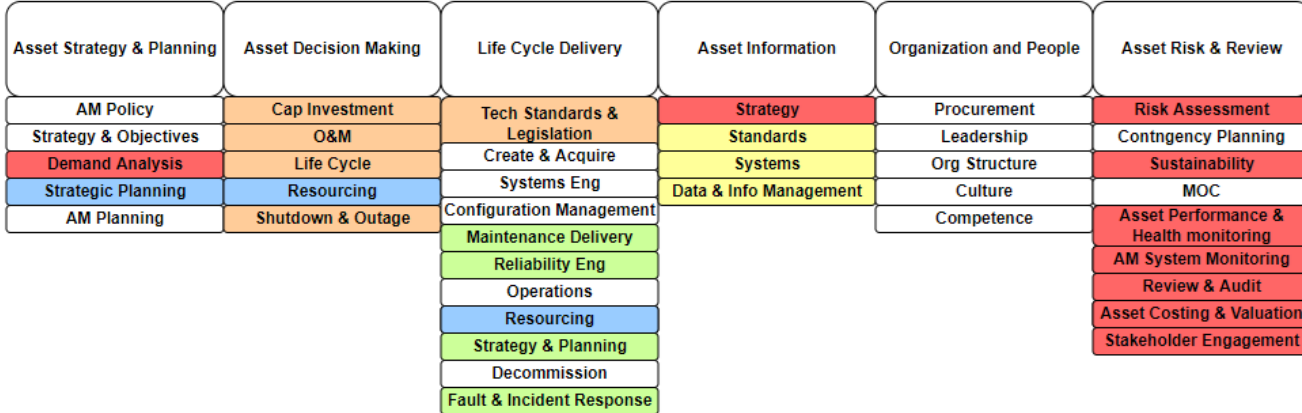 Asset Strategy & Planning
Asset Decision Making
Life Cycle Delivery
Asset Information
Organization and People
Asset Risk & Review
AM Policy
Strategy & Objectives
Demand Analysis
Strategic Planning
AM Planning
Cap Investment
O&M
Life Cycle
Resourcing
Shutdown & Outage
Tech Standards &
Legislation
Create & Acquire
Systems Eng
Configuration Management
Maintenance Delivery
Reliability Eng
Operations
Resourcing
Strategy & Planning
Decommission
Fault & Incident Response
Strategy
Standards
Systems
Data & Info Management
Procurement
Leadership
Org Structure
Culture
Competence
Risk Assessment
Contngency Planning
Sustainability
MOC
Asset Performance &
Health monitoring
AM System Monitoring
Review & Audit
Asset Costing & Valuation
Stakeholder Engagement